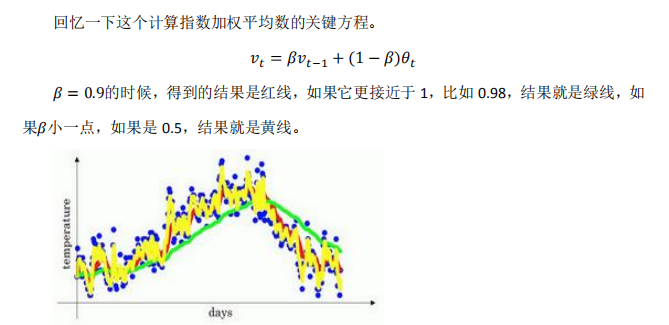 回忆一下这个计算指数加权平均数的关键方程。
𝑣ₜ = 𝛽𝑣ₜ₋₁ + (1 − 𝛽)𝜃ₜ
𝛽 = 0.9的时候，得到的结果是红线，如果它更接近于 1，比如 0.98，结果就是绿线，如
果𝛽小一点，如果是 0.5，结果就是黄线。
temperature
days